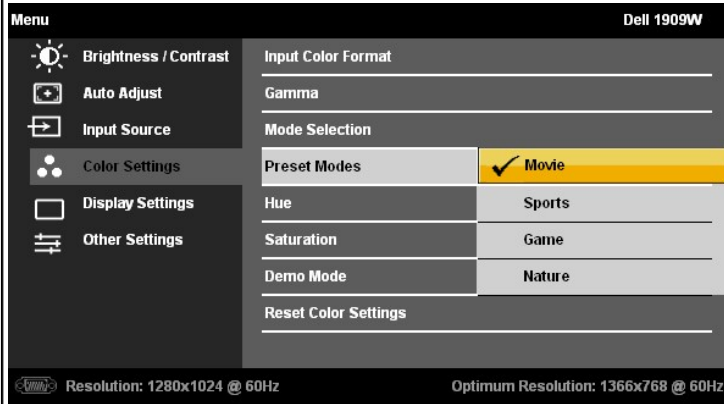 Menu Dell 1909W
Brightness / Contrast Input Color Format
Auto Adjust Gamma
Input Source Mode Selection
Color Settings Preset Modes Movie
Display Settings Hue Sports
Other Settings Saturation Game
Demo Mode Nature
Reset Color Settings
Resolution: 1280x1024 @ 60Hz Optimum Resolution: 1366x768 @ 60Hz